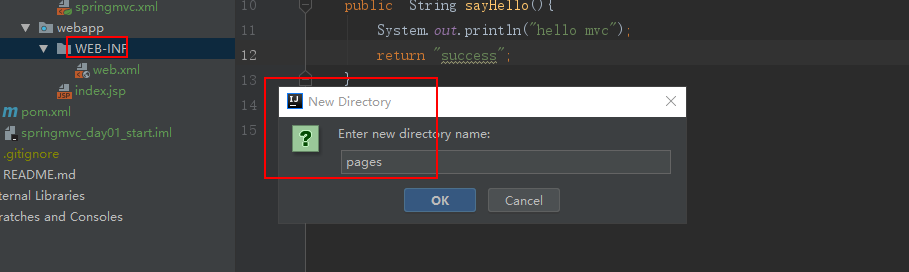 springmvc.xml
webapp
WEB-INF
web.xml
index.jsp
pom.xml
springmvc_day01_start.iml
.gitignore
README.md
ternal Libraries
ratches and Consoles
10 public String sayHello(){
11 System.out.println("hello mvc");
12 return "success";
13 }
14
15
New Directory
Enter new directory name:
pages
OK
Cancel